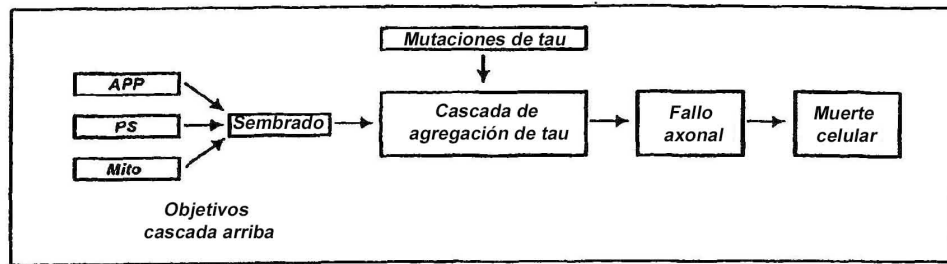 Mutaciones de tau
APP
PS
Mito
Sembrado
Cascada de
agregación de tau
Fallo
axonal
Muerte
celular
Objetivos
cascada arriba